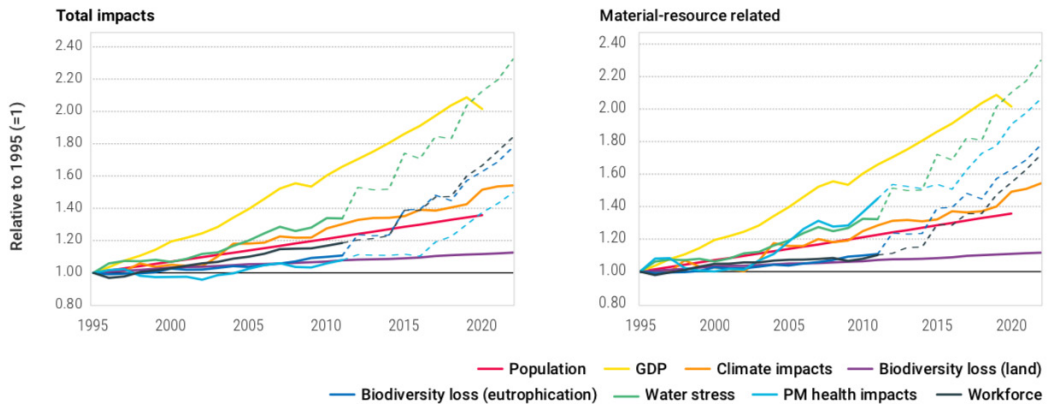 Total impacts
Material-resource related
Relative to 1995 (=1)
2.40
2.20
2.00
1.80
1.60
1.40
1.20
1.00
0.80
1995 2000 2005 2010 2015 2020
2.40
2.20
2.00
1.80
1.60
1.40
1.20
1.00
0.80
1995 2000 2005 2010 2015 2020
Population GDP Climate impacts Biodiversity loss (land)
Biodiversity loss (eutrophication) Water stress PM health impacts Workforce